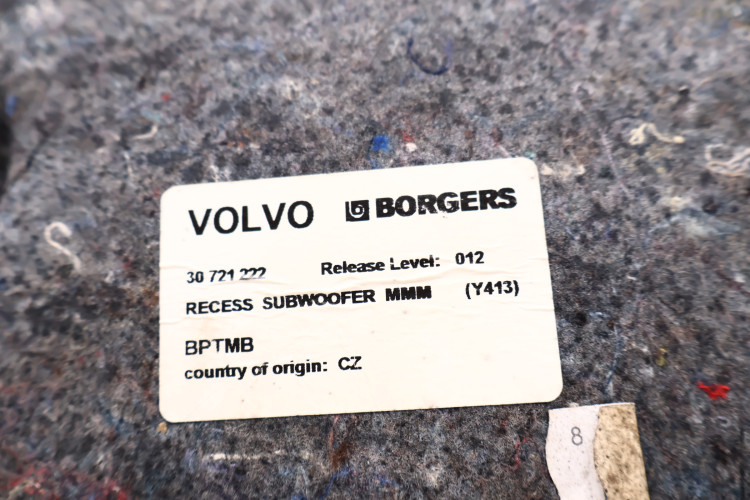 VOLVO BORGERS
30 721 222 Release Level: 012
RECESS SUBWOOFER MMM (Y413)
BPTMB
country of origin: CZ
8